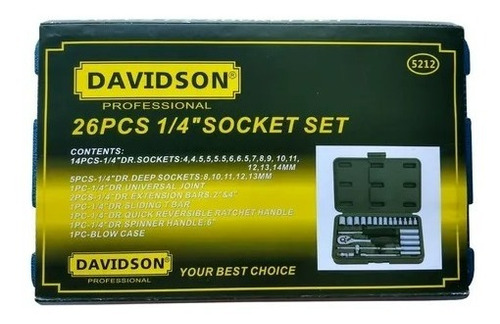 DAVIDSON®
PROFESSIONAL
5212
26PCS 1/4"SOCKET SET
CONTENTS:
14PCS-1/4"DR.SOCKETS:4,4.5,5,5.5,6,6.5,7,8,9,10,11,
12,13,14MM
5PCS-1/4"DR.DEEP SOCKETS:8,10,11,12,13MM
1PC-1/4"DR.UNIVERSAL JOINT
2PCS-1/4"DR.EXTENSION BARS:2"&4"
1PC-1/4"DR.SLIDING T BAR
1PC-1/4"DR.QUICK REVERSIBLE RATCHET HANDLE
1PC-1/4"DR.SPINNER HANDLE:6"
1PC-BLOW CASE
DAVIDSON®
YOUR BEST CHOICE